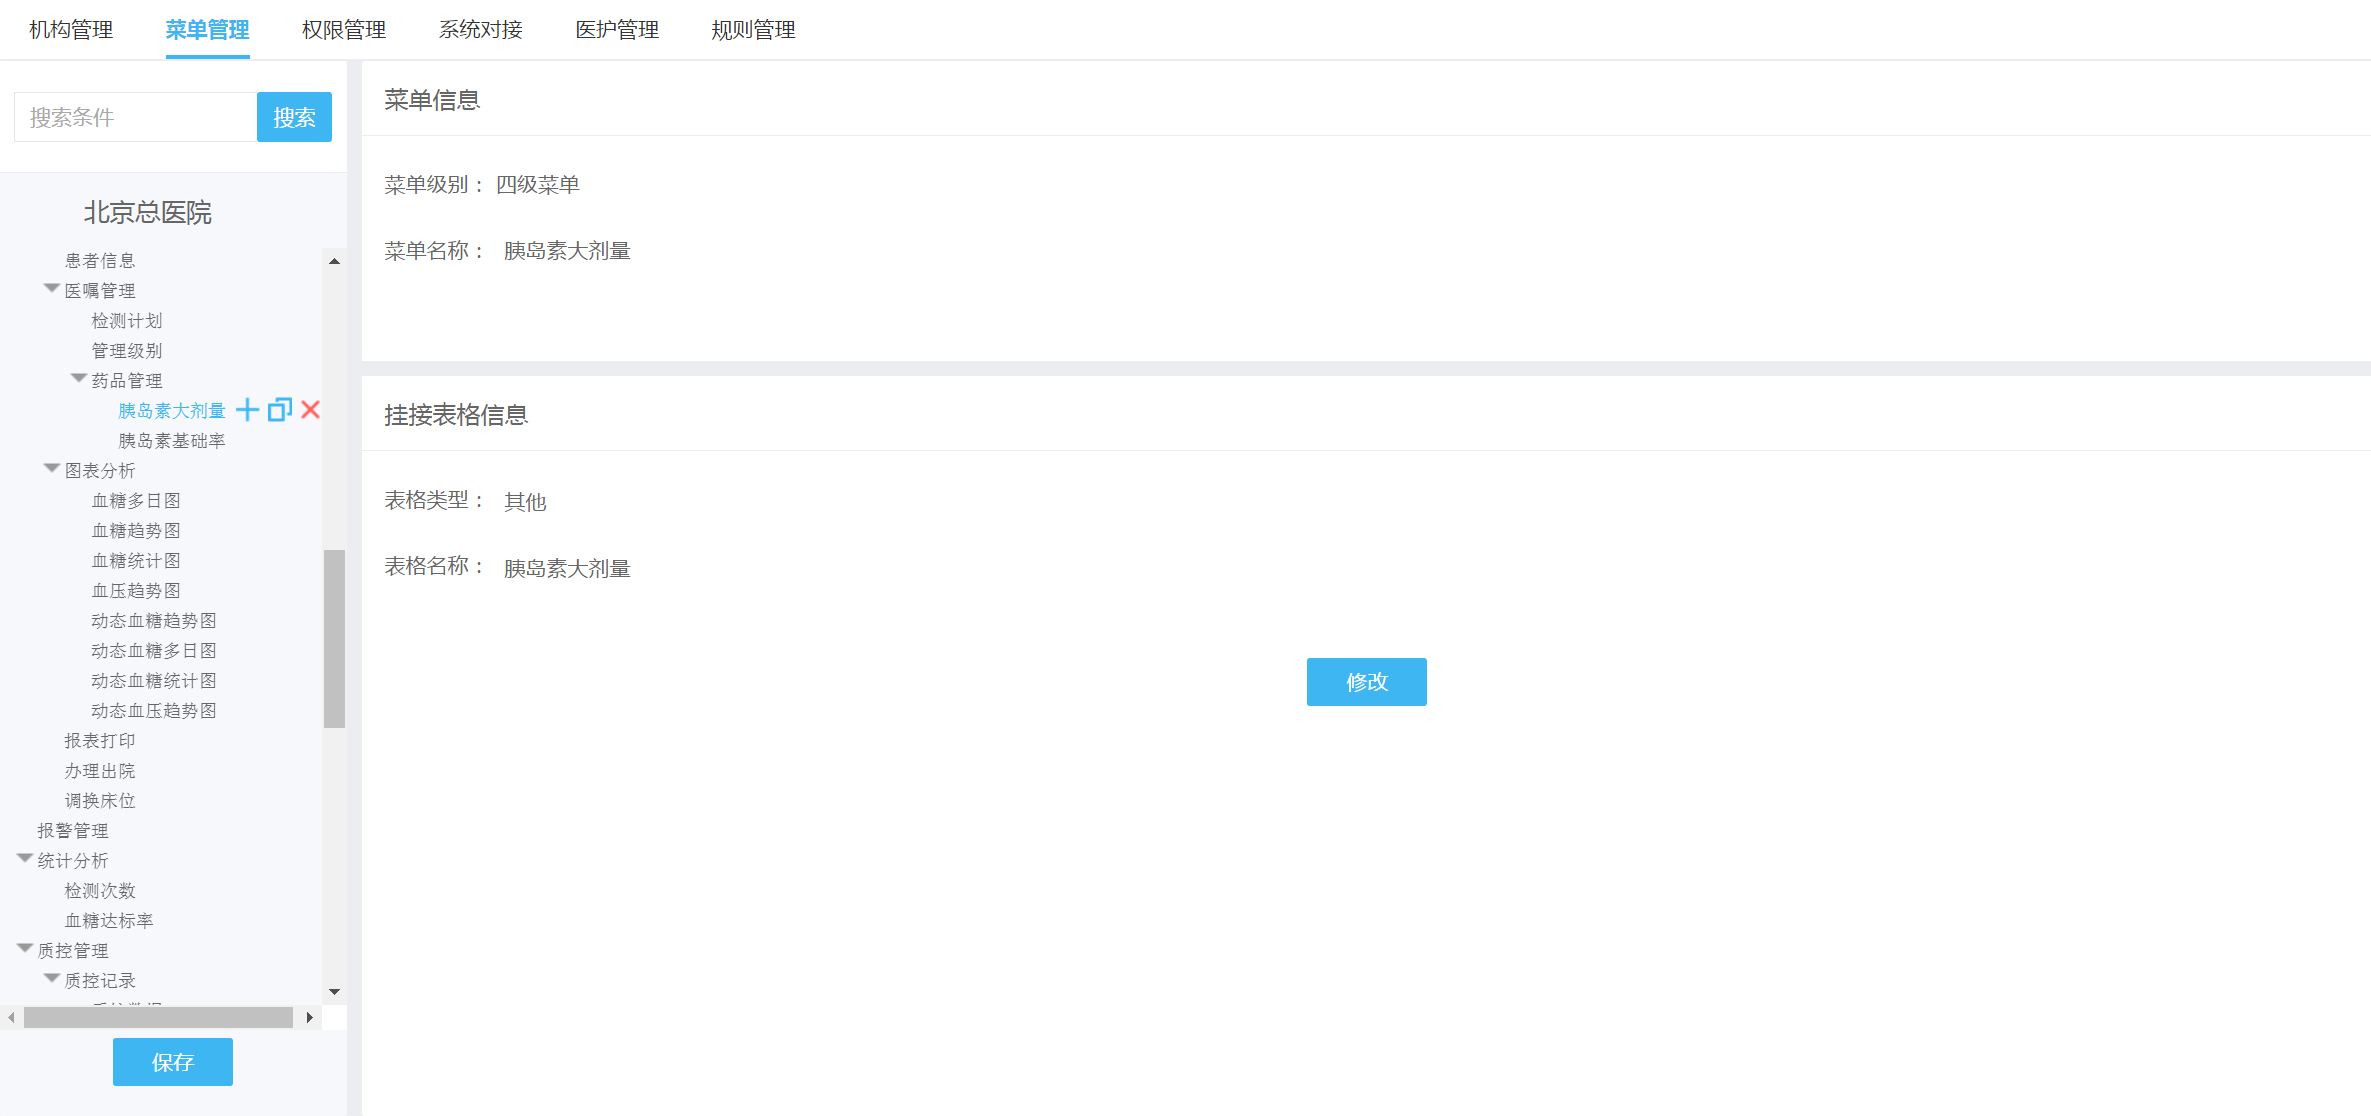 机构管理 菜单管理 权限管理 系统对接 医护管理 规则管理
搜索条件 搜索
北京总医院
患者信息
医嘱管理
检测计划
管理级别
药品管理
胰岛素大剂量
胰岛素基础率
图表分析
血糖多日图
血糖趋势图
血糖统计图
血压趋势图
动态血糖趋势图
动态血糖多日图
动态血糖统计图
动态血压趋势图
报表打印
办理出院
调换床位
报警管理
统计分析
检测次数
血糖达标率
质控管理
质控记录
保存
菜单信息
菜单级别： 四级菜单
菜单名称： 胰岛素大剂量
挂接表格信息
表格类型： 其他
表格名称： 胰岛素大剂量
修改